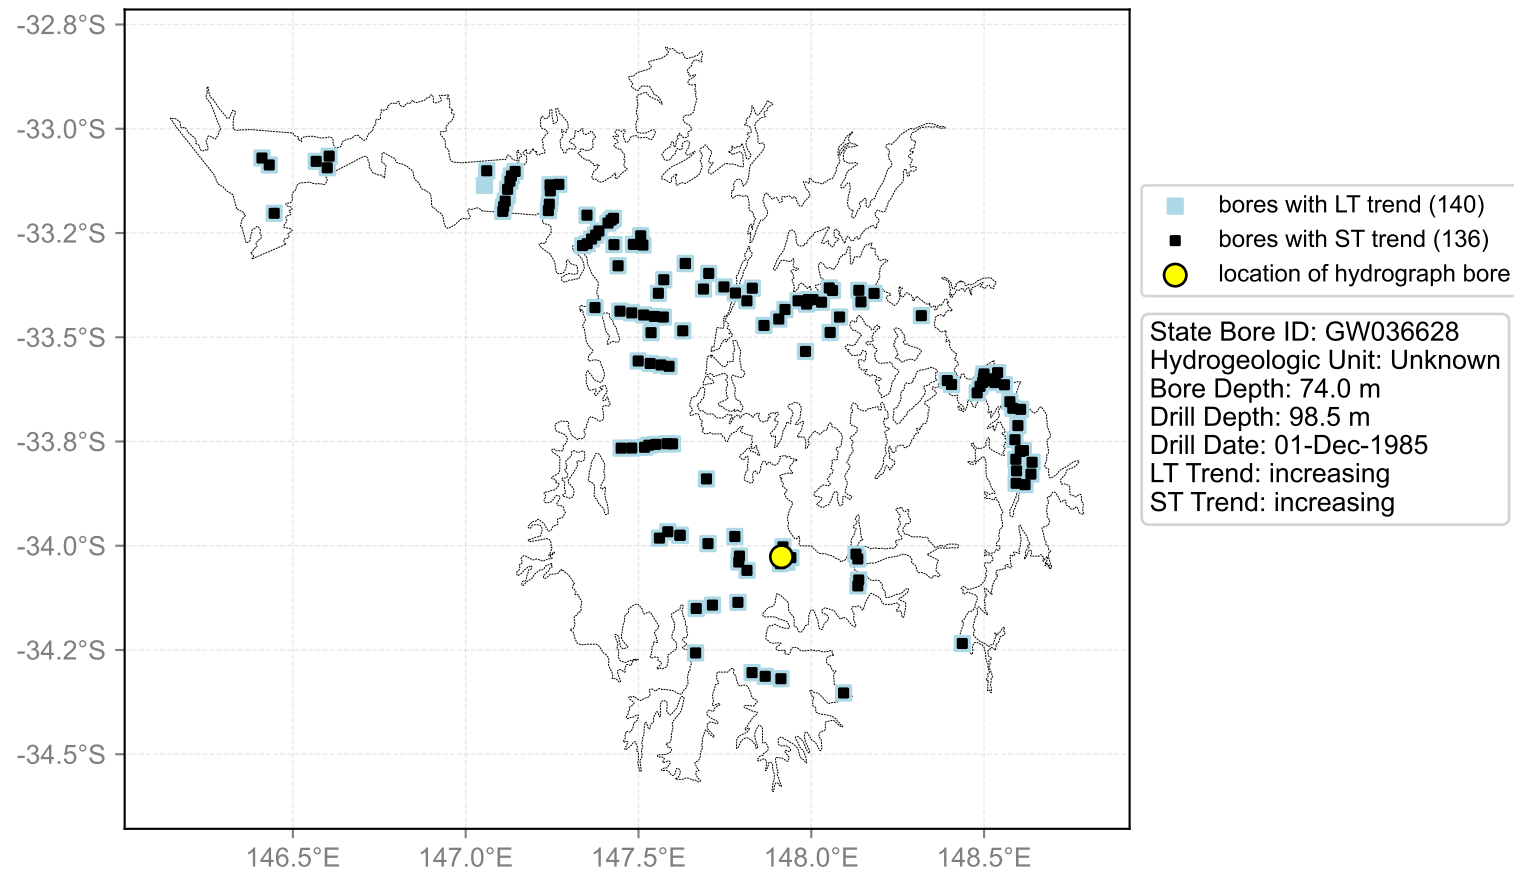 -32.8°S
-33.0°S
-33.2°S
-33.5°S
-33.8°S
-34.0°S
-34.2°S
-34.5°S
146.5°E
147.0°E
147.5°E
148.0°E
148.5°E
bores with LT trend (140)
bores with ST trend (136)
location of hydrograph bore
State Bore ID: GW036628
Hydrogeologic Unit: Unknown
Bore Depth: 74.0 m
Drill Depth: 98.5 m
Drill Date: 01-Dec-1985
LT Trend: increasing
ST Trend: increasing